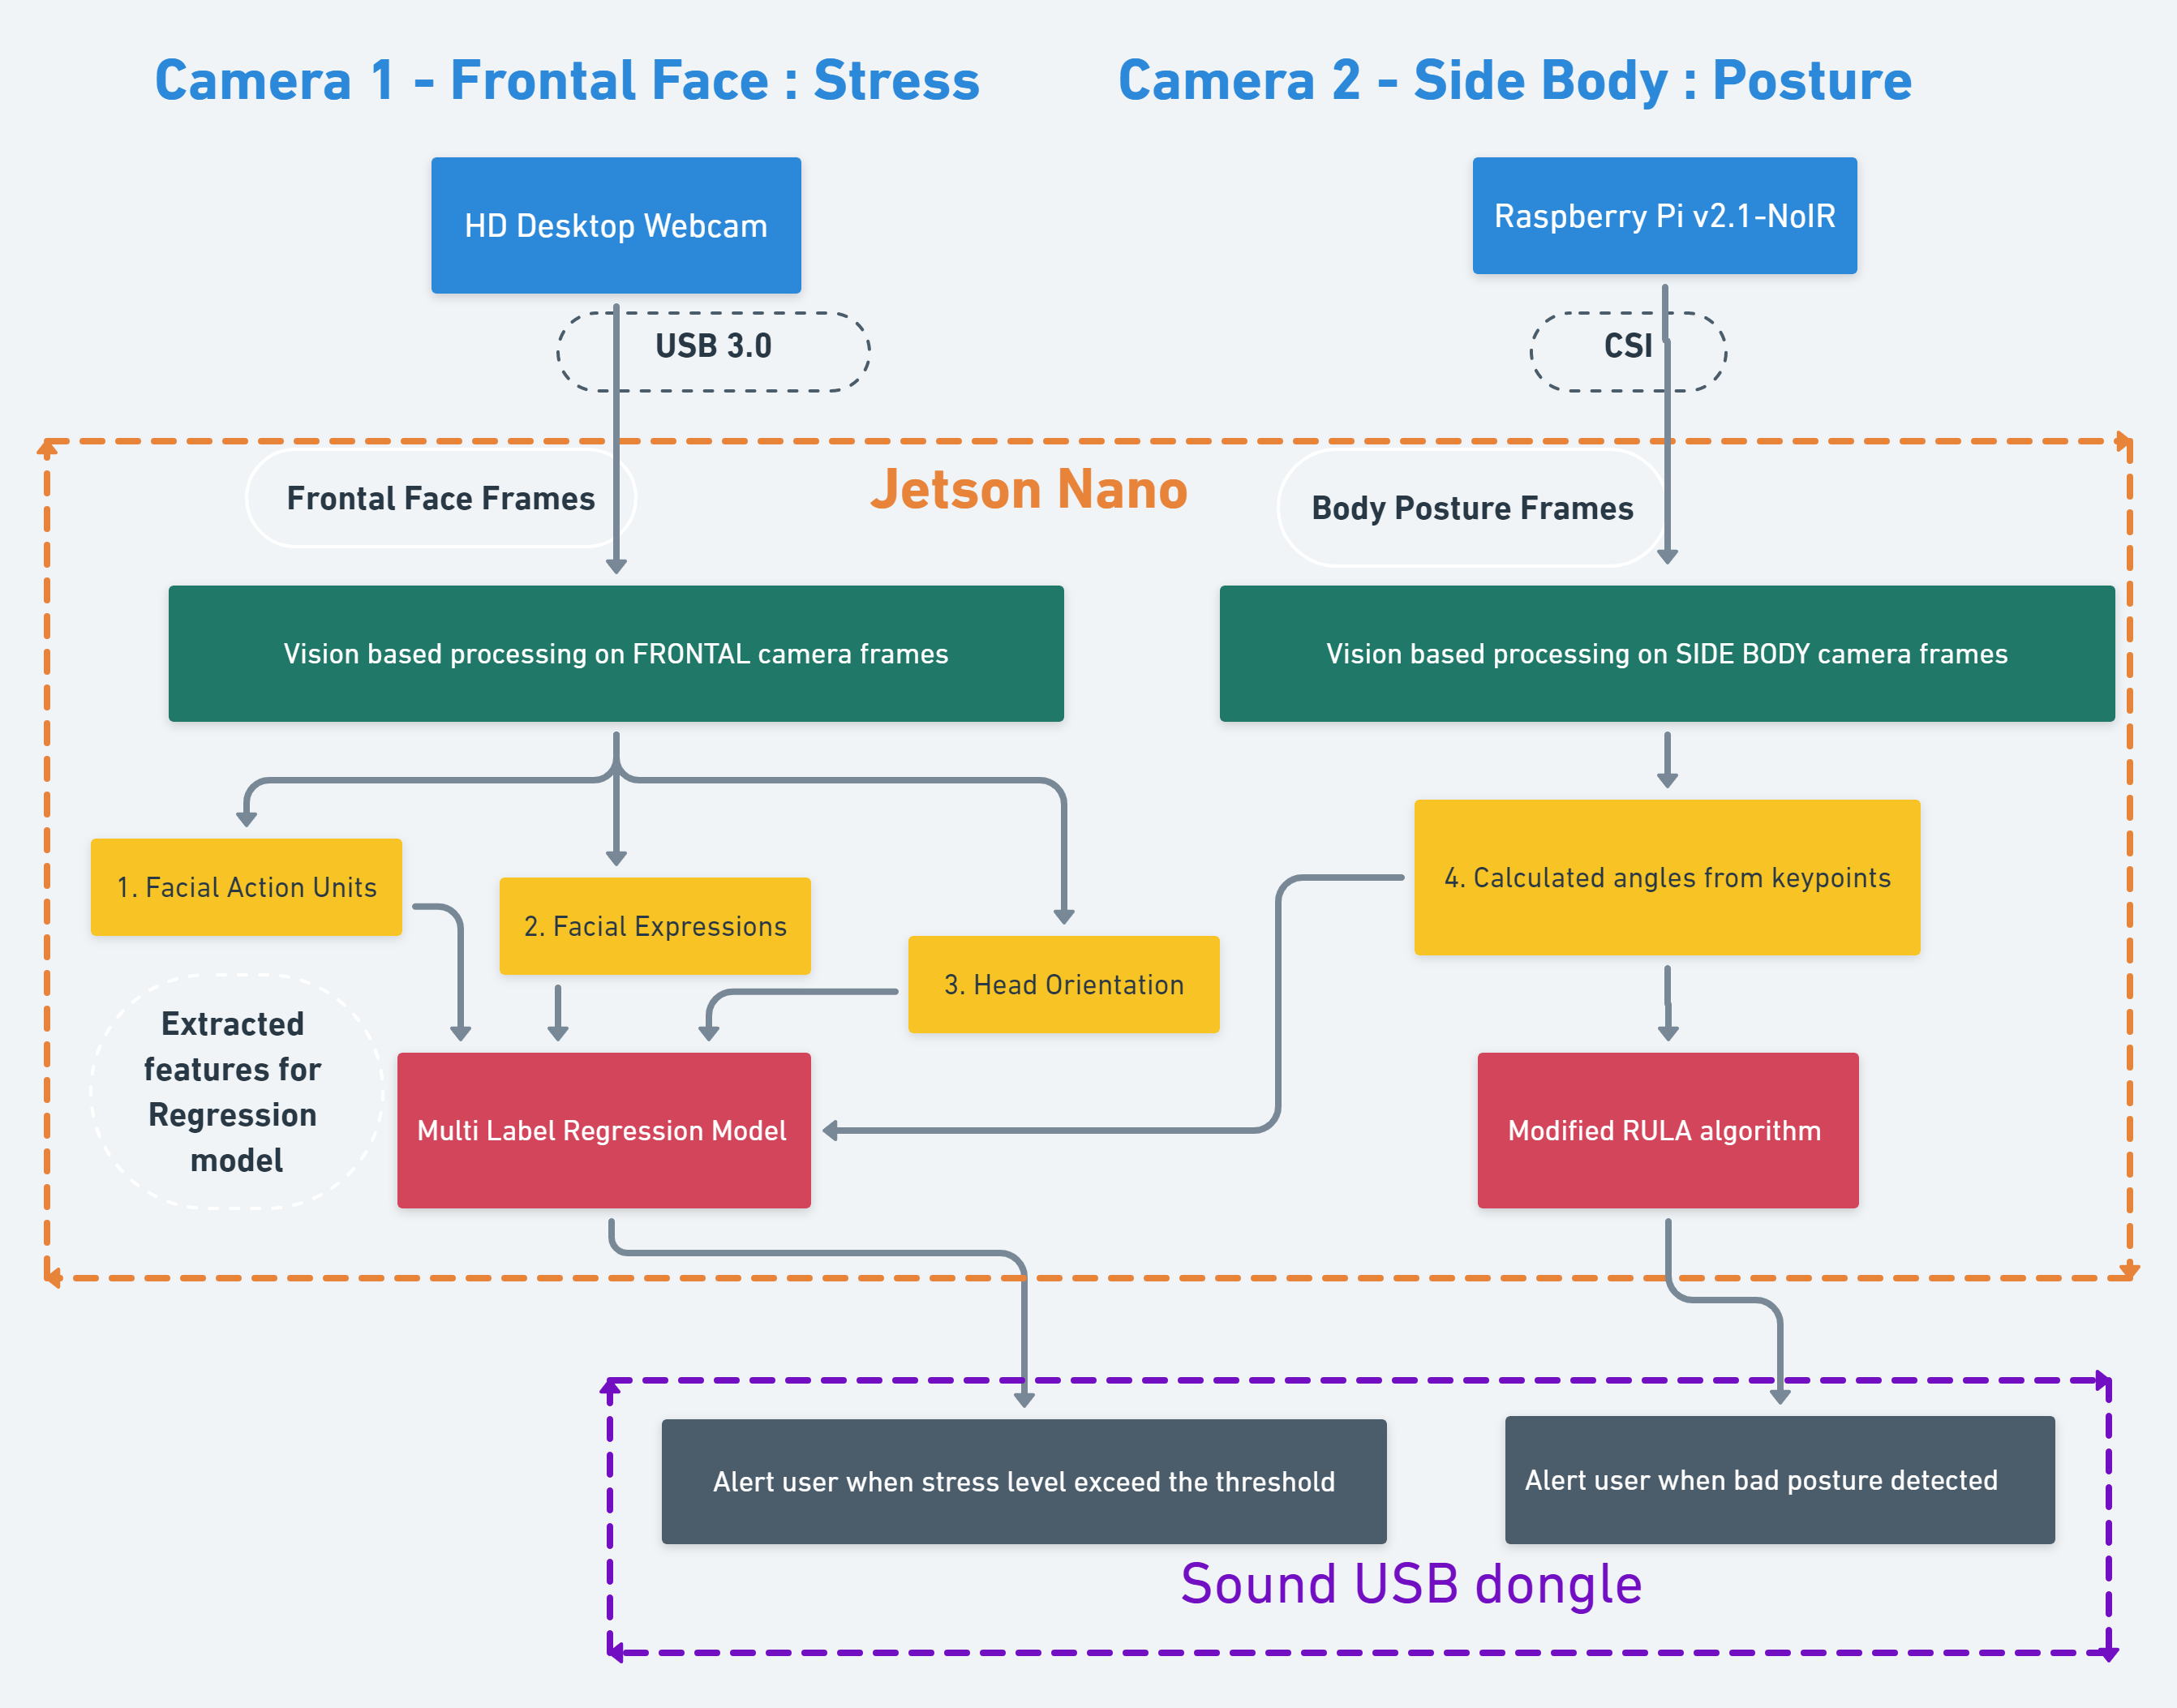 Camera 1 - Frontal Face : Stress
Camera 2 - Side Body : Posture
HD Desktop Webcam
Raspberry Pi v2.1-NoIR
USB 3.0
CSI
Jetson Nano
Frontal Face Frames
Body Posture Frames
Vision based processing on FRONTAL camera frames
Vision based processing on SIDE BODY camera frames
1. Facial Action Units
2. Facial Expressions
3. Head Orientation
4. Calculated angles from keypoints
Extracted
features for
Regression
model
Multi Label Regression Model
Modified RULA algorithm
Alert user when stress level exceed the threshold
Alert user when bad posture detected
Sound USB dongle